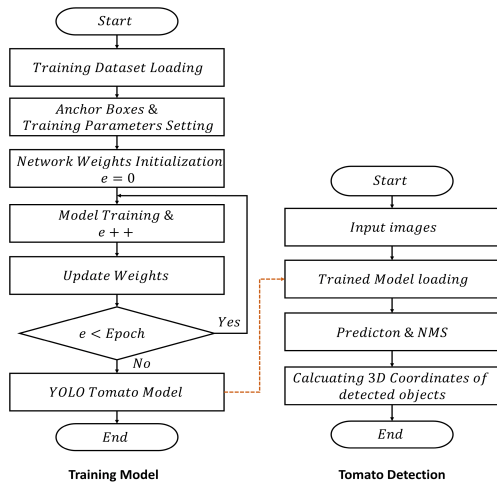 Start
Training Dataset Loading
Anchor Boxes &
Training Parameters Setting
Network Weights Initialization
e = 0
Model Training &
e + +
Update Weights
e < Epoch
Yes
No
YOLO Tomato Model
End
Training Model
Start
Input images
Trained Model loading
Predicton & NMS
Calcuating 3D Coordinates of
detected objects
End
Tomato Detection